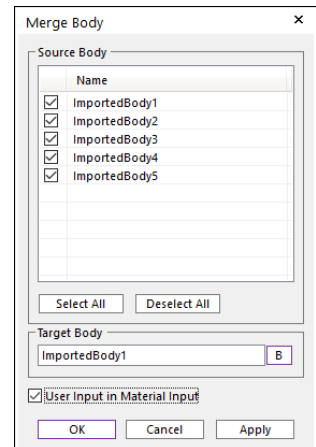 Merge Body
Source Body
Name
ImportedBody1
ImportedBody2
ImportedBody3
ImportedBody4
ImportedBody5
Select All Deselect All
Target Body
ImportedBody1 B
User Input in Material Input
OK Cancel Apply